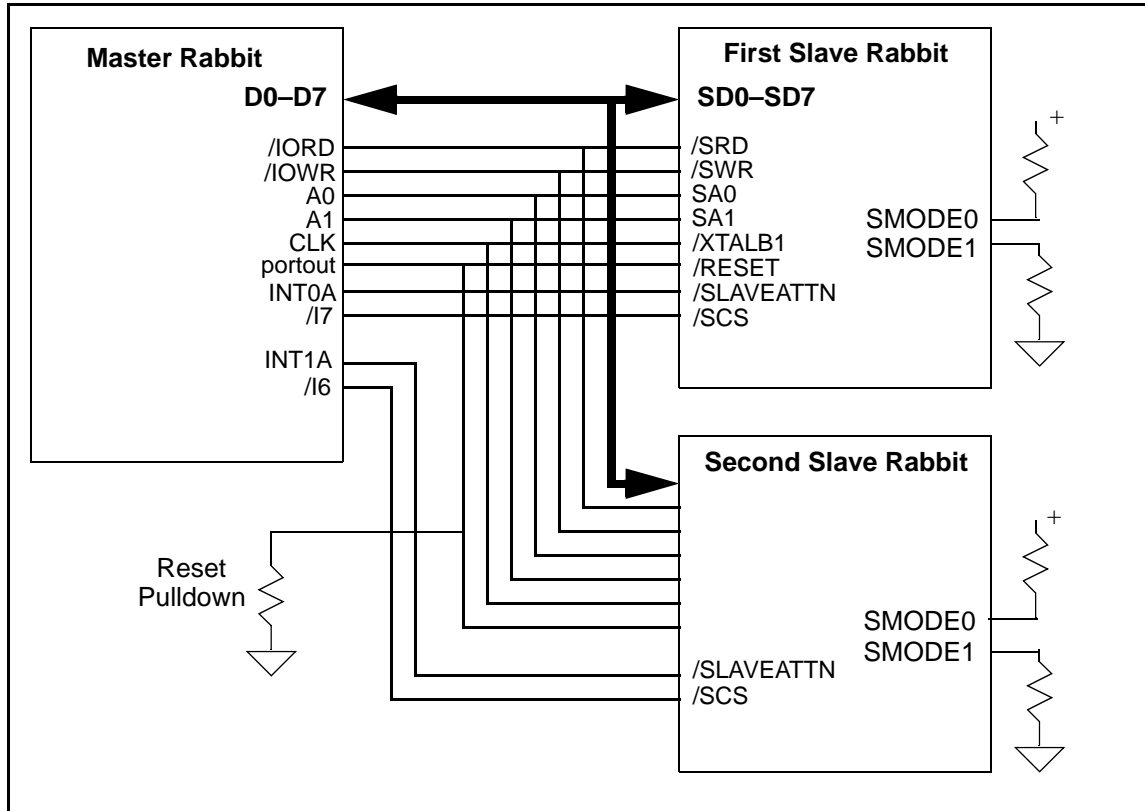 Master Rabbit
D0–D7
/IORD
/IOWR
A0
A1
CLK
portout
INT0A
/I7
INT1A
/I6
First Slave Rabbit
SD0–SD7
/SRD
/SWR
SA0
SA1
/XTALB1
/RESET
/SLAVEATTN
/SCS
+
SMODE0
SMODE1
Second Slave Rabbit
/SLAVEATTN
/SCS
+
SMODE0
SMODE1
Reset
Pulldown